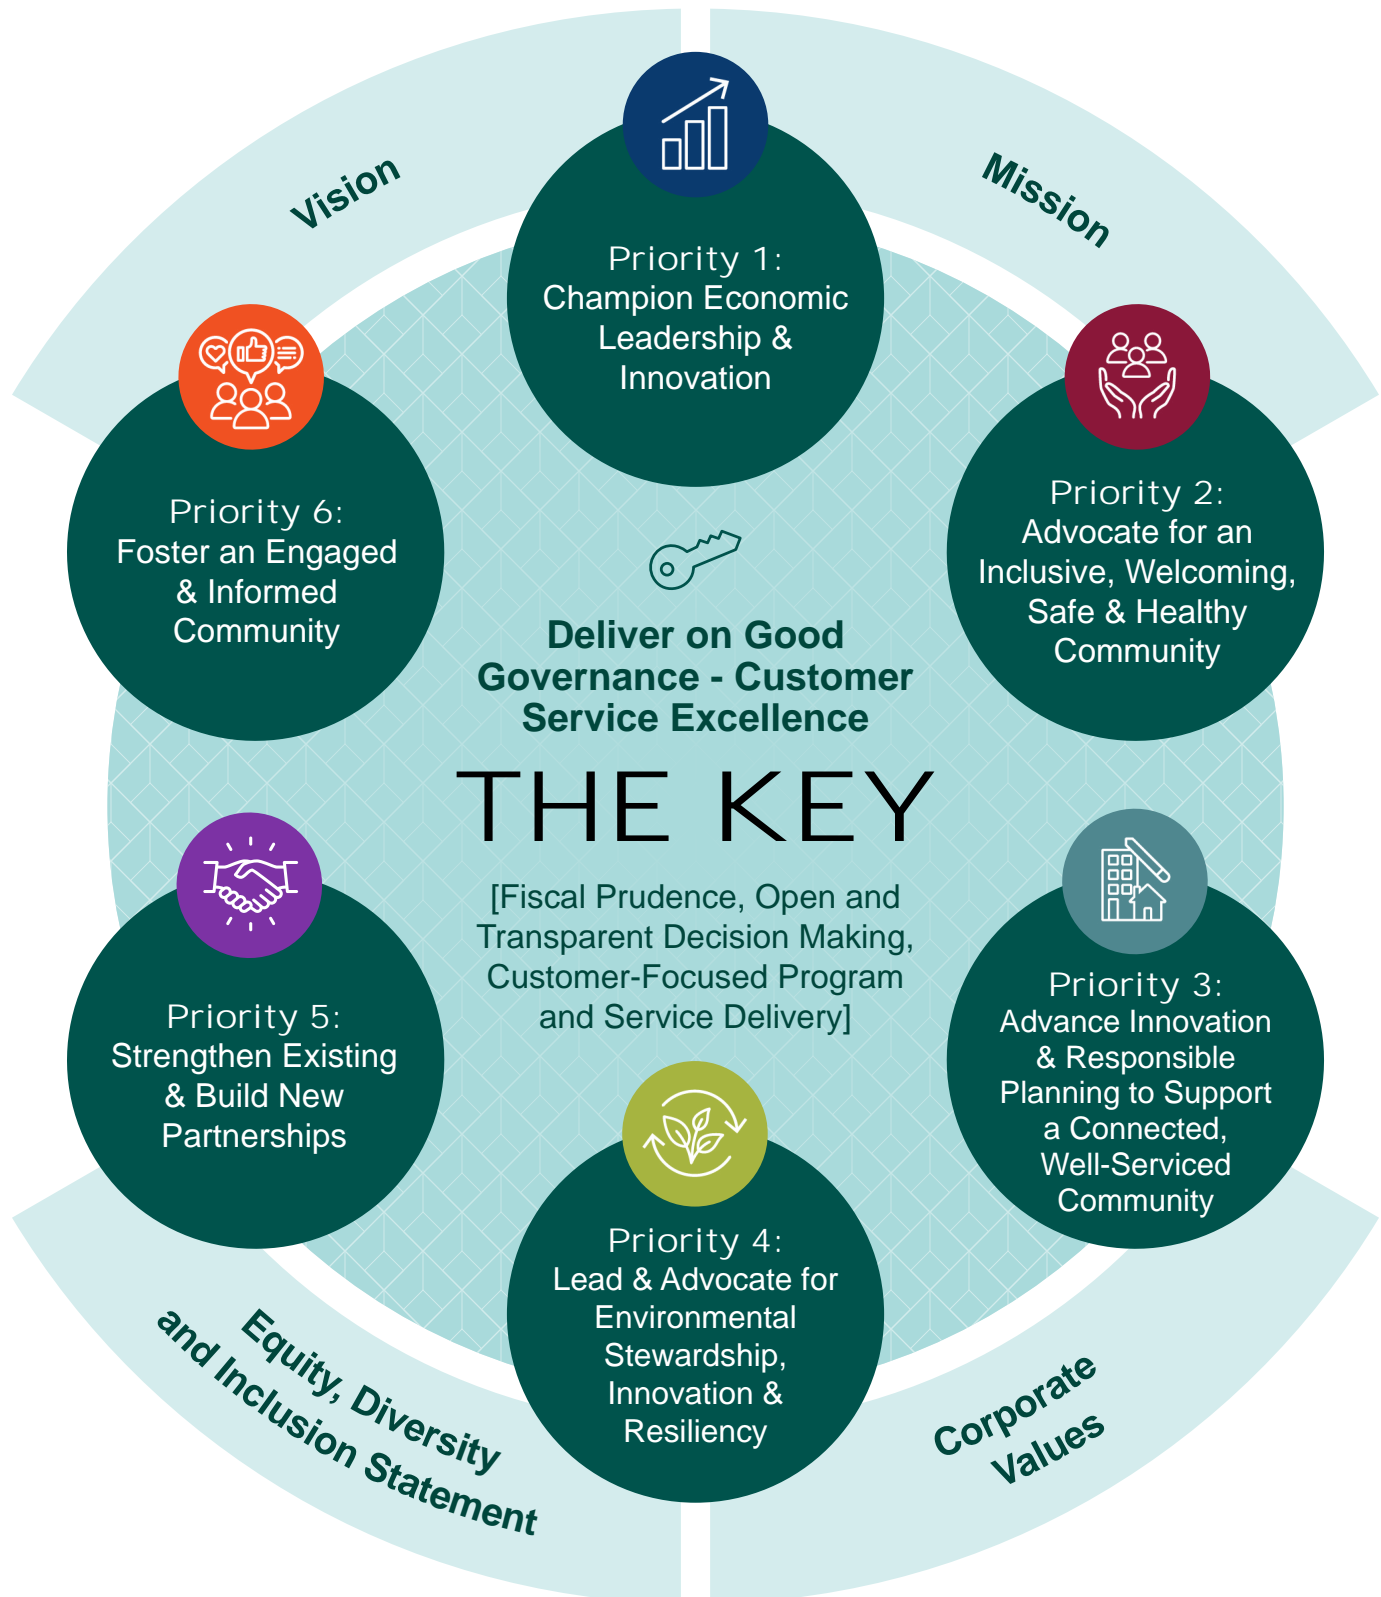 Vision
Mission
Priority 1:
Champion Economic
Leadership &
Innovation
Priority 2:
Advocate for an
Inclusive, Welcoming,
Safe & Healthy
Community
Priority 3:
Advance Innovation
& Responsible
Planning to Support
a Connected,
Well-Serviced
Community
Priority 4:
Lead & Advocate for
Environmental
Stewardship,
Innovation &
Resiliency
Priority 5:
Strengthen Existing
& Build New
Partnerships
Priority 6:
Foster an Engaged
& Informed
Community
Deliver on Good
Governance - Customer
Service Excellence
THE KEY
[Fiscal Prudence, Open and
Transparent Decision Making,
Customer-Focused Program
and Service Delivery]
Equity, Diversity
and Inclusion Statement
Corporate
Values